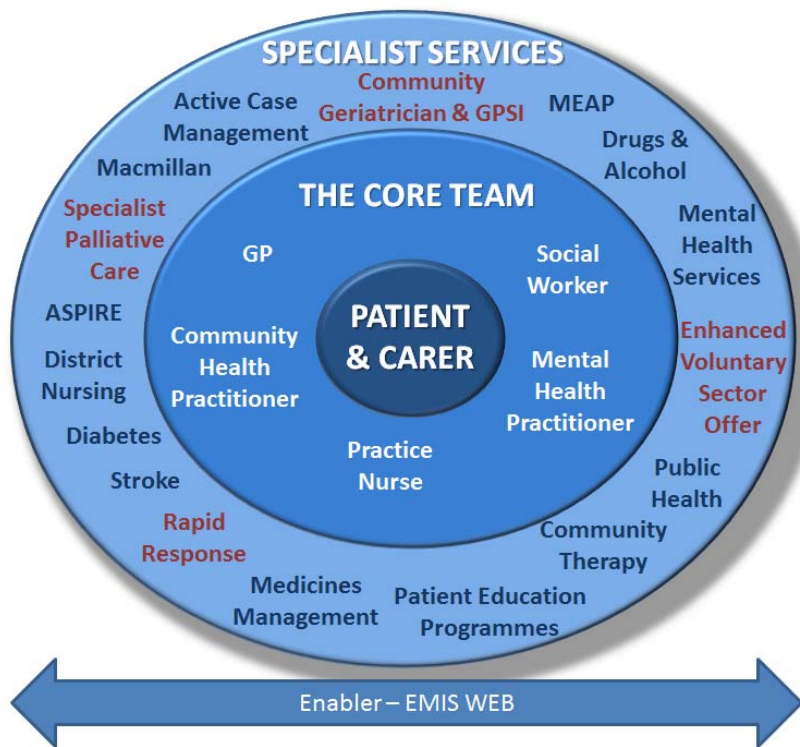 SPECIALIST SERVICES
Community
Geriatrician & GPSI
MEAP
Drugs &
Alcohol
Mental
Health
Services
Enhanced
Voluntary
Sector
Offer
Public
Health
Community
Therapy
Patient Education
Programmes
Medicines
Management
Rapid
Response
Stroke
Diabetes
District
Nursing
ASPIRE
Specialist
Palliative
Care
Macmillan
Active Case
Management
THE CORE TEAM
GP
Social
Worker
Community
Health
Practitioner
Mental
Health
Practitioner
Practice
Nurse
PATIENT
& CARER
Enabler – EMIS WEB